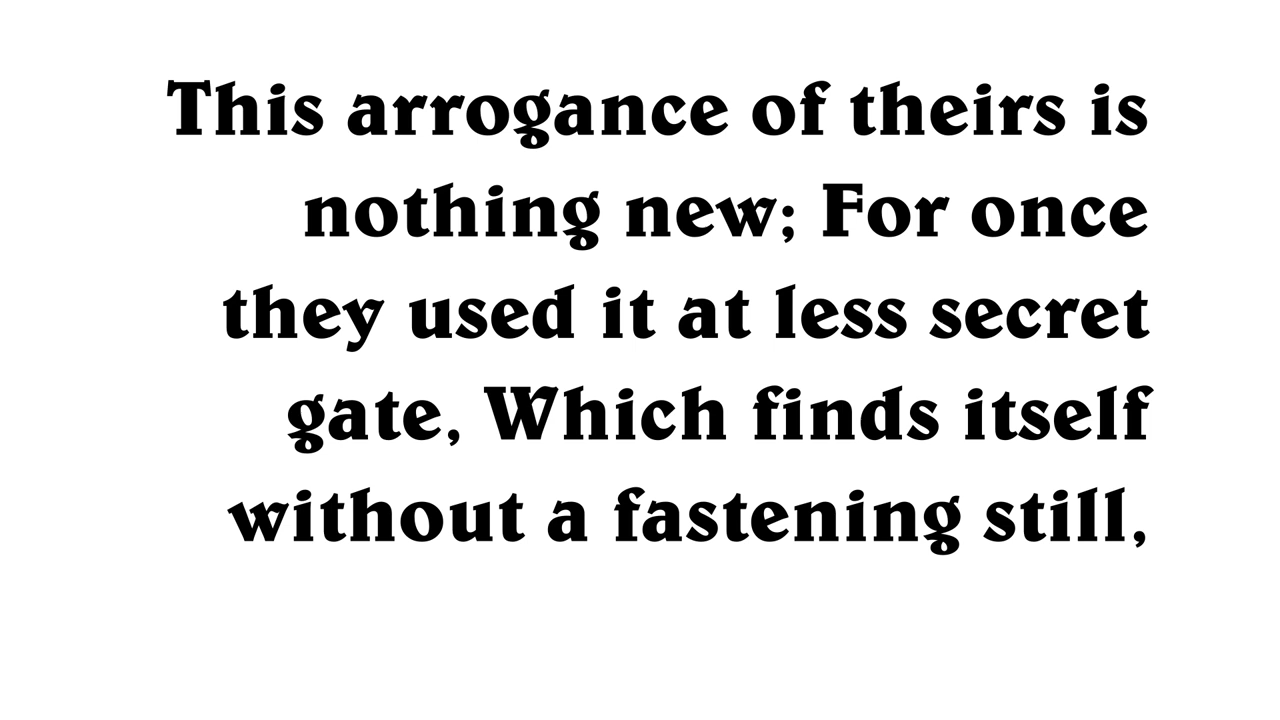 This arrogance of theirs is
nothing new; For once
they used it at less secret
gate, Which finds itself
without a fastening still,